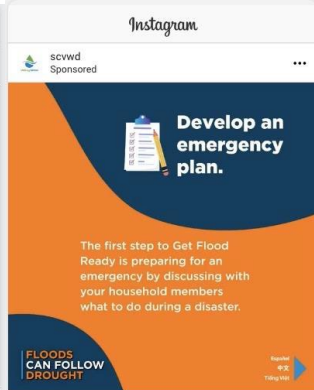 Instagram
scvwd
Sponsored
Develop an
emergency
plan.
The first step to Get Flood
Ready is preparing for an
emergency by discussing with
your household members
what to do during a disaster.
FLOODS
CAN FOLLOW
DROUGHT
Español
中文
Tiếng Việt